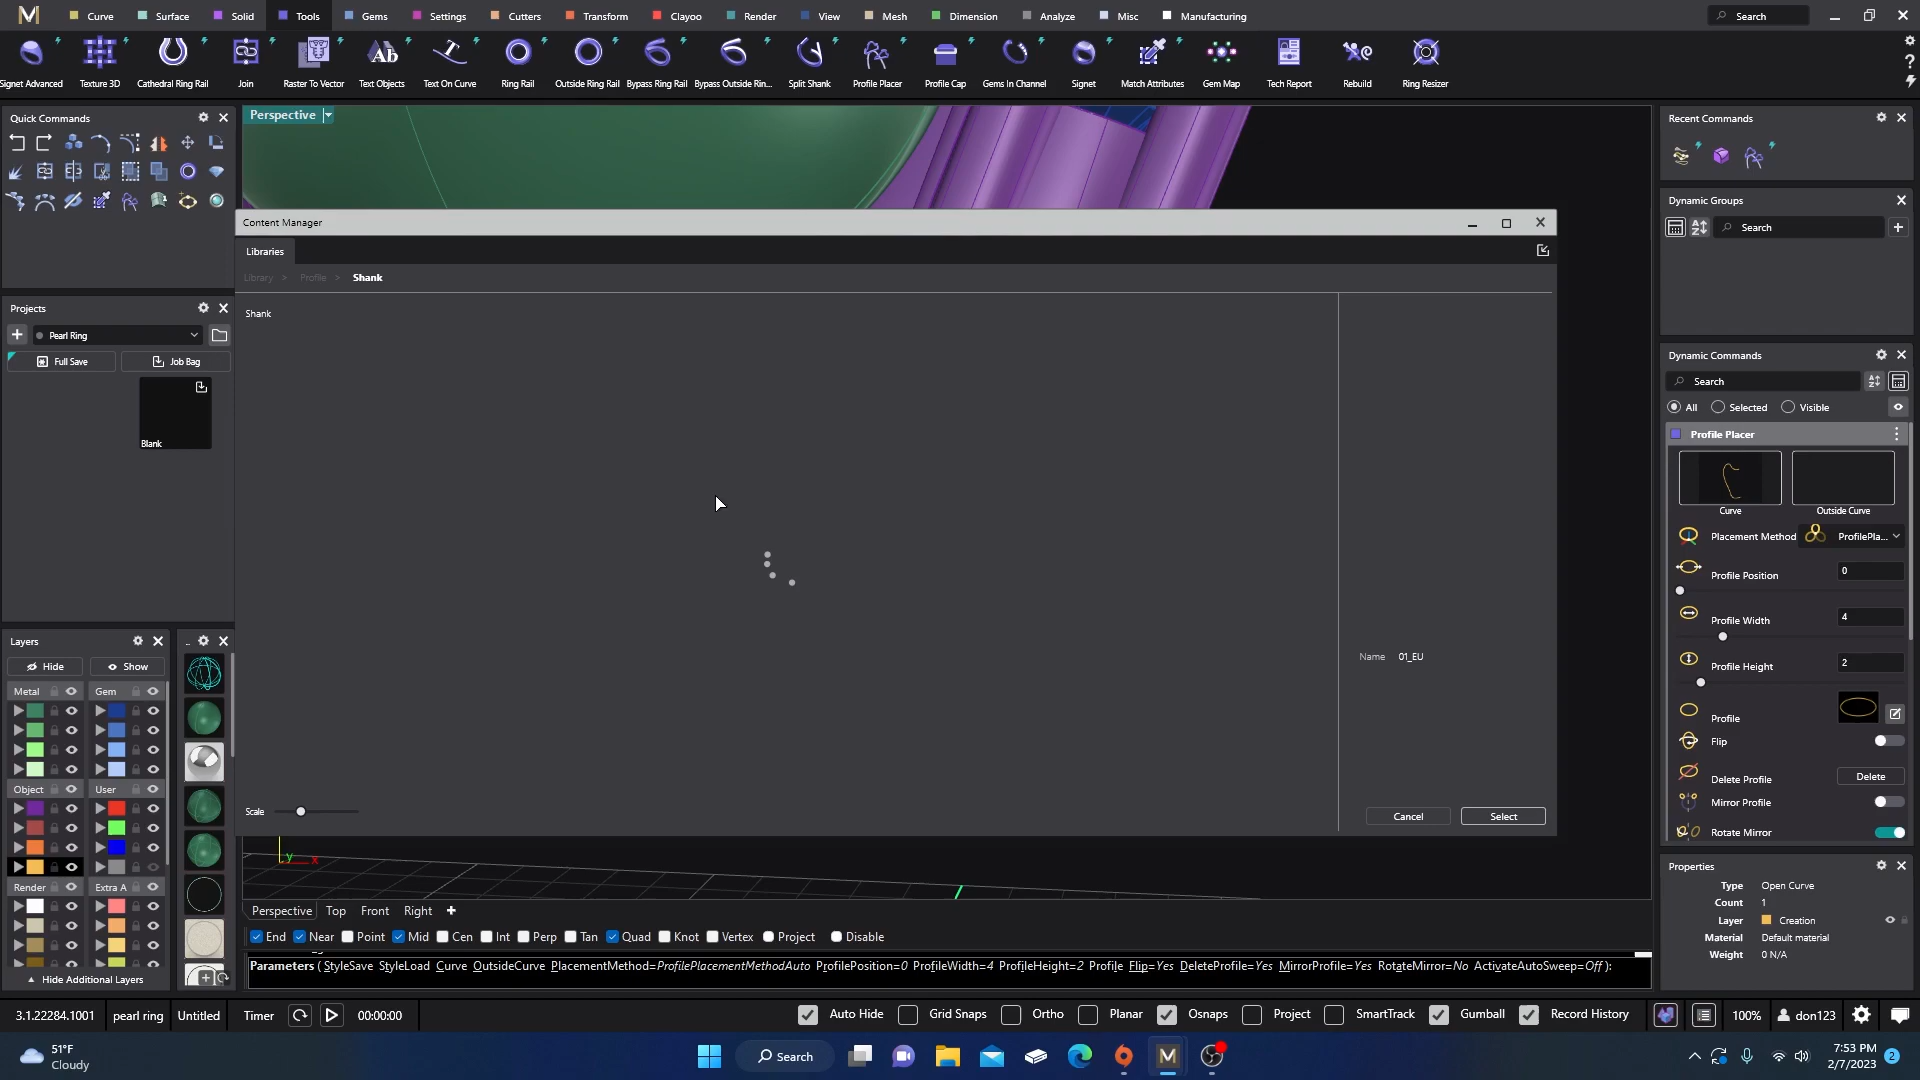 Curve Surface Solid Tools Gems Settings Cutters Transform Clayoo Render View Mesh Dimension Analyze Misc Manufacturing Search
Signet Advanced Texture 3D Cathedral Ring Rail Join Raster To Vector Text Objects Text On Curve Ring Rail Outside Ring Rail Bypass Ring Rail Bypass Outside Rin... Split Shank Profile Placer Profile Cap Gems In Channel Signet Match Attributes Gem Map Tech Report Rebuild Ring Resizer
Quick Commands
Projects
Pearl Ring
Full Save Job Bag
Blank
Layers
Hide Show
Metal Gem
Object User
Render Extra A
Hide Additional Layers
Perspective
Content Manager
Libraries
Library > Profile > Shank
Shank
Name 01_EU
Scale
Cancel Select
y x
Perspective Top Front Right
End Near Point Mid Cen Int Perp Tan Quad Knot Vertex Project Disable
Parameters ( StyleSave StyleLoad Curve OutsideCurve PlacementMethod=ProfilePlacementMethodAuto ProfilePosition=0 ProfileWidth=4 ProfileHeight=2 Profile Flip=Yes DeleteProfile=Yes MirrorProfile=Yes RotateMirror=No ActivateAutoSweep=Off ):
Recent Commands
Dynamic Groups
Search
Dynamic Commands
Search
All Selected Visible
Profile Placer
Curve Outside Curve
Placement Method ProfilePla...
Profile Position 0
Profile Width 4
Profile Height 2
Profile
Flip
Delete Profile Delete
Mirror Profile
Rotate Mirror
Properties
Type Open Curve
Count 1
Layer Creation
Material Default material
Weight 0 N/A
3.1.22284.1001 pearl ring Untitled Timer 00:00:00 Auto Hide Grid Snaps Ortho Planar Osnaps Project SmartTrack Gumball Record History 100% don123
51°F
Cloudy
Search
7:53 PM
2/7/2023
2